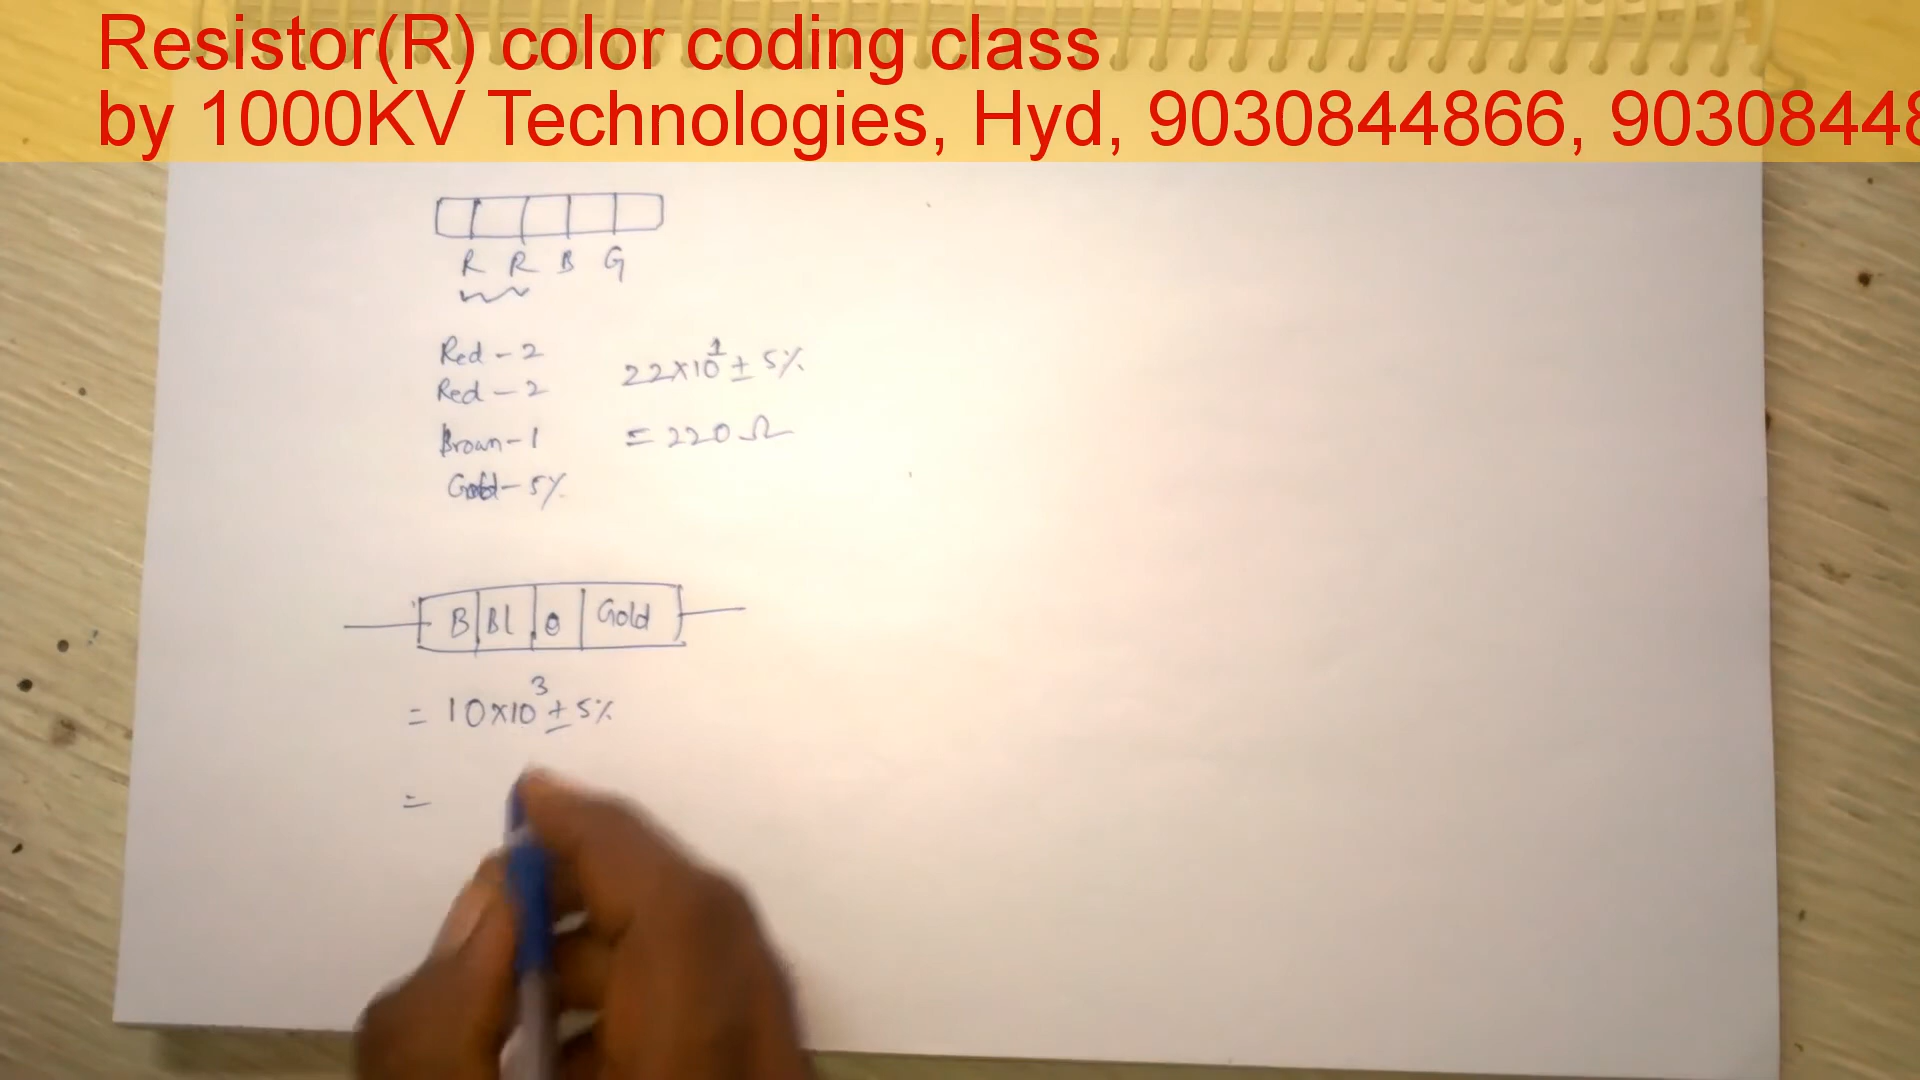 Resistor(R) color coding class
by 1000KV Technologies, Hyd, 9030844866, 90308448
R R B G
Red - 2
Red - 2
Brown - 1
Gold - 5%
22×10¹ ± 5%
= 220 Ω
B Bl o Gold
= 10×10³ ± 5%
=